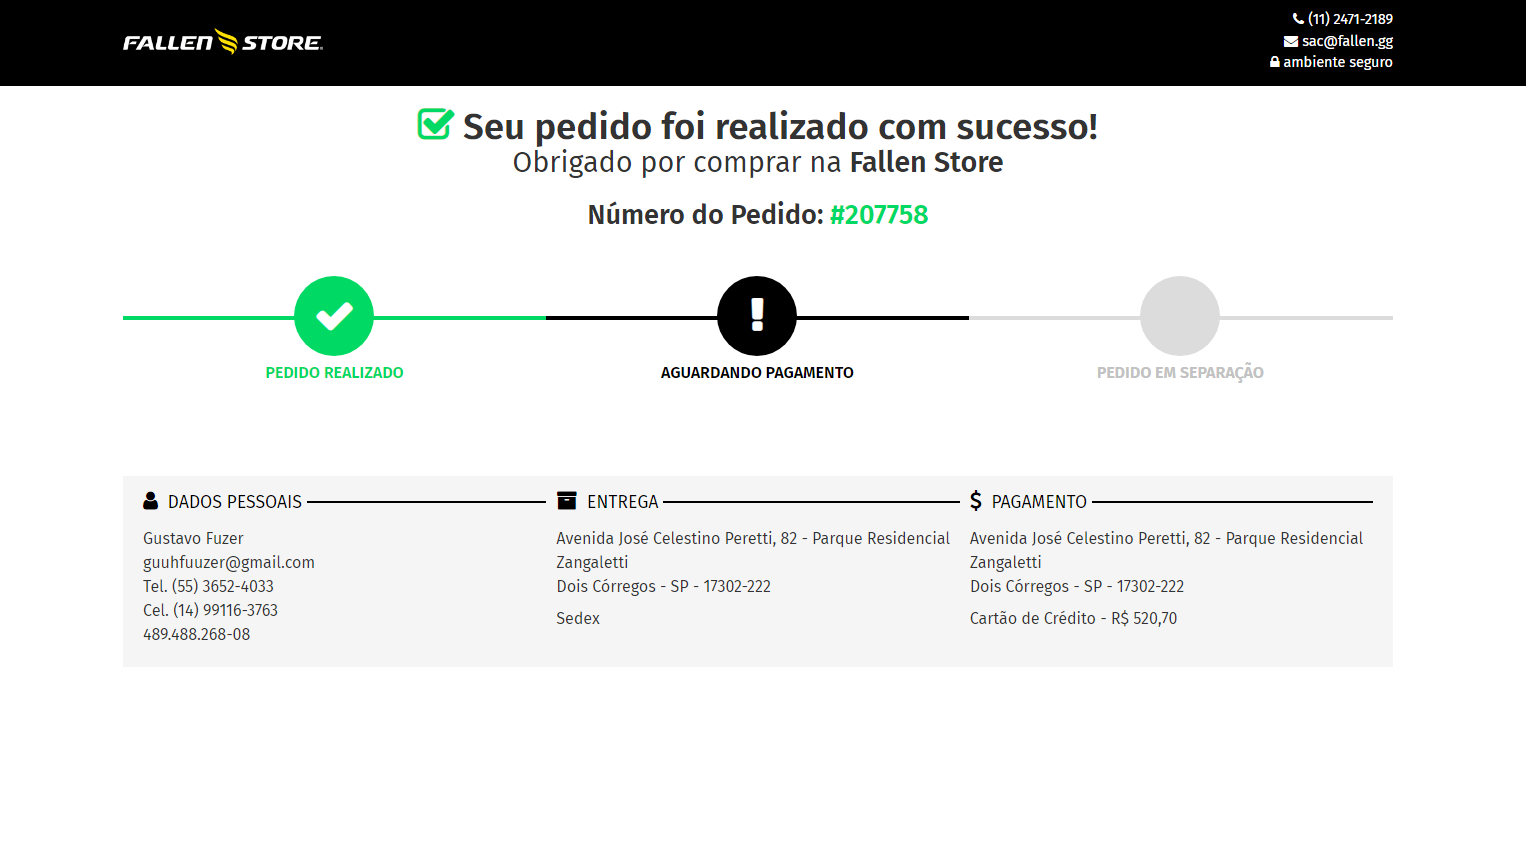 FALLEN STORE
(11) 2471-2189
sac@fallen.gg
ambiente seguro
Seu pedido foi realizado com sucesso!
Obrigado por comprar na Fallen Store
Número do Pedido: #207758
PEDIDO REALIZADO
AGUARDANDO PAGAMENTO
PEDIDO EM SEPARAÇÃO
DADOS PESSOAIS
Gustavo Fuzer
guuhfuuzer@gmail.com
Tel. (55) 3652-4033
Cel. (14) 99116-3763
489.488.268-08
ENTREGA
Avenida José Celestino Peretti, 82 - Parque Residencial
Zangaletti
Dois Córregos - SP - 17302-222
Sedex
PAGAMENTO
Avenida José Celestino Peretti, 82 - Parque Residencial
Zangaletti
Dois Córregos - SP - 17302-222
Cartão de Crédito - R$ 520,70